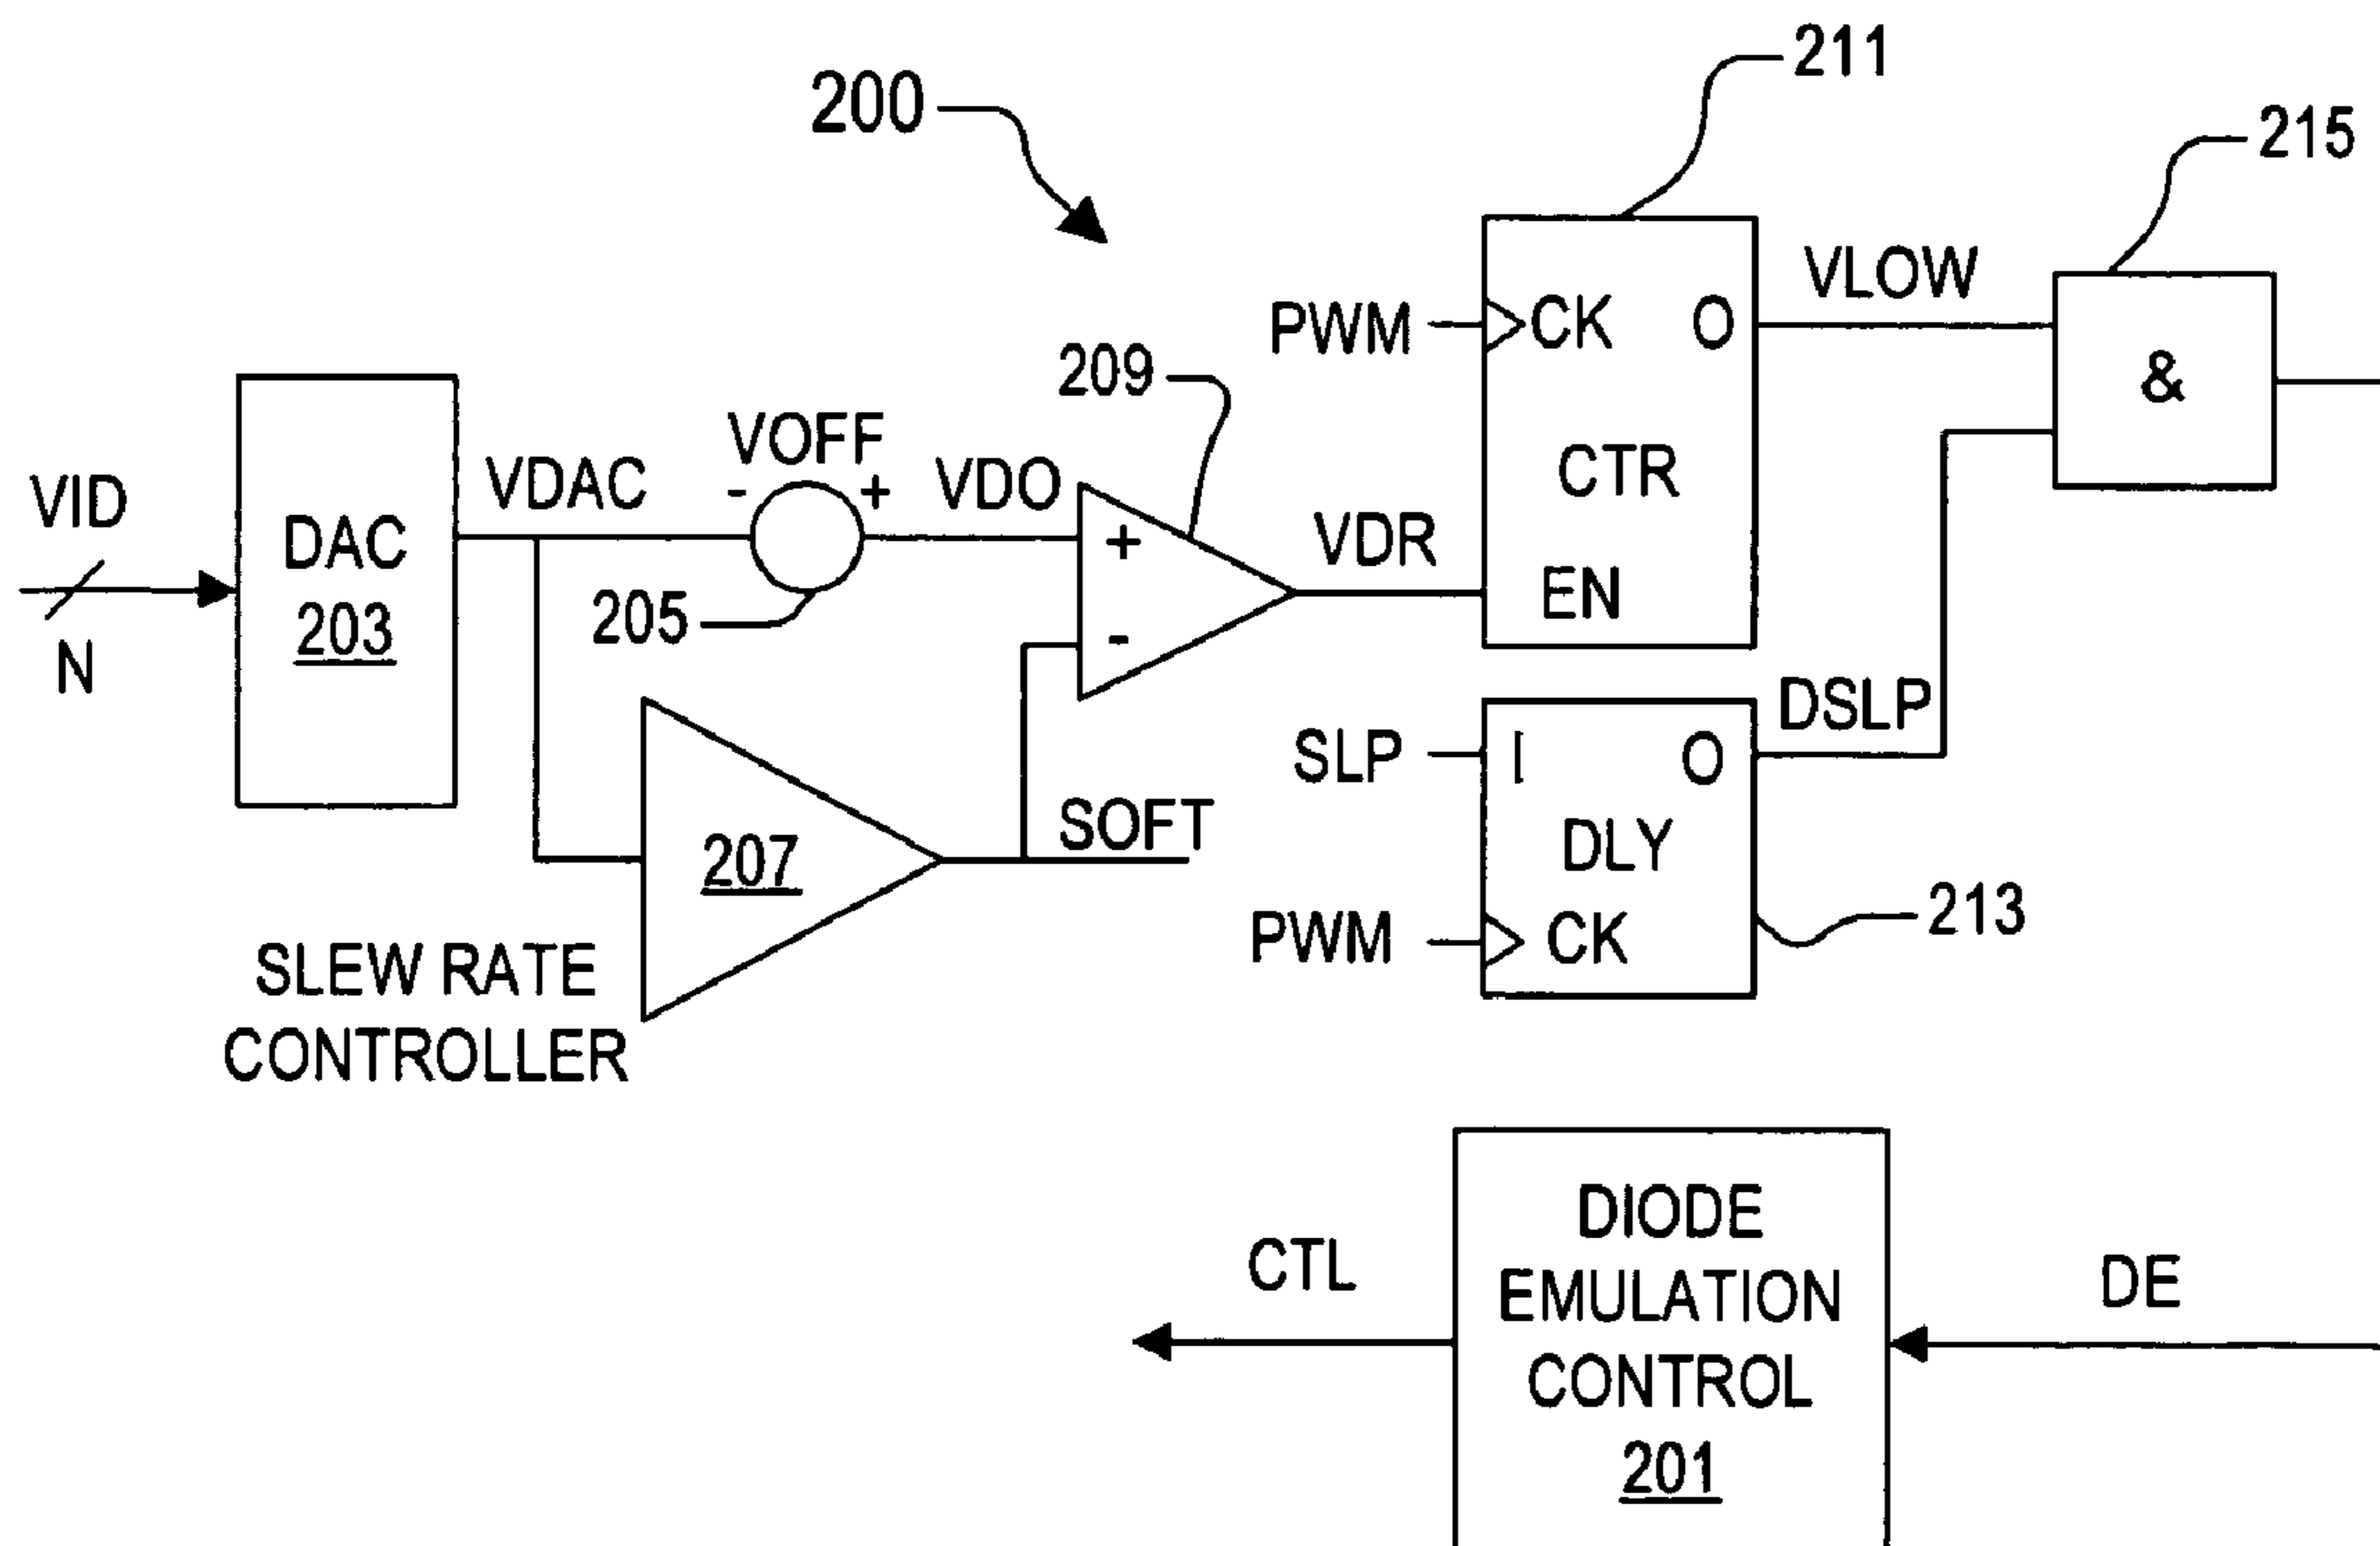 200
211
215
VID
N
DAC
203
VDAC
VOFF
- +
205
VDO
209
+
-
VDR
PWM
CK O
CTR
EN
VLOW
&
SLP
I O
DLY
PWM
CK
DSLP
213
207
SOFT
SLEW RATE
CONTROLLER
CTL
DIODE
EMULATION
CONTROL
201
DE